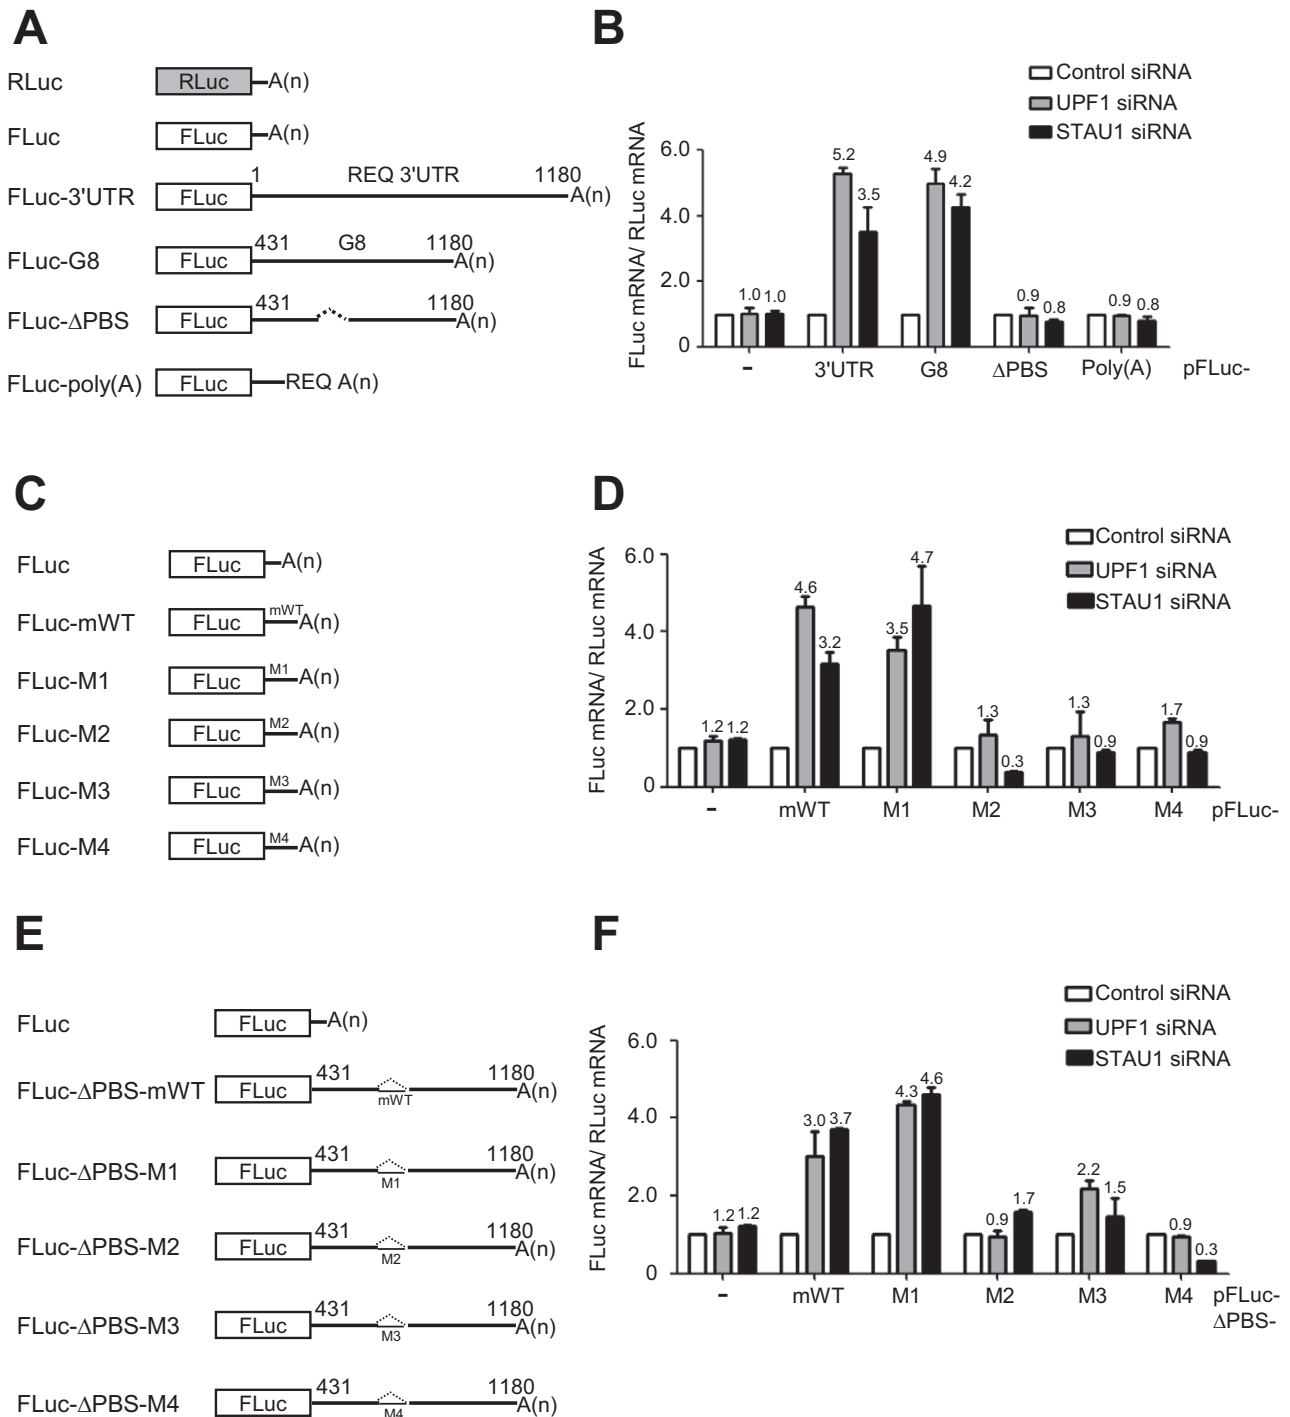 A
RLuc
RLuc
A(n)
FLuc
FLuc
A(n)
FLuc-3'UTR
FLuc
1
REQ 3'UTR
1180
A(n)
FLuc-G8
FLuc
431
G8
1180
A(n)
FLuc-ΔPBS
FLuc
431
1180
A(n)
FLuc-poly(A)
FLuc
REQ A(n)
B
Control siRNA
UPF1 siRNA
STAU1 siRNA
FLuc mRNA/ RLuc mRNA
6.0
4.0
2.0
0
1.0 1.0
5.2
3.5
4.9
4.2
0.9
0.8
0.9
0.8
-
3'UTR
G8
ΔPBS
Poly(A)
pFLuc-
C
FLuc
FLuc
A(n)
FLuc-mWT
FLuc
mWT
A(n)
FLuc-M1
FLuc
M1
A(n)
FLuc-M2
FLuc
M2
A(n)
FLuc-M3
FLuc
M3
A(n)
FLuc-M4
FLuc
M4
A(n)
D
Control siRNA
UPF1 siRNA
STAU1 siRNA
FLuc mRNA/ RLuc mRNA
6.0
4.0
2.0
0
1.2 1.2
4.6
3.2
3.5
4.7
1.3
0.3
1.3
0.9
1.7
0.9
-
mWT
M1
M2
M3
M4
pFLuc-
E
FLuc
FLuc
A(n)
FLuc-ΔPBS-mWT
FLuc
431
mWT
1180
A(n)
FLuc-ΔPBS-M1
FLuc
431
M1
1180
A(n)
FLuc-ΔPBS-M2
FLuc
431
M2
1180
A(n)
FLuc-ΔPBS-M3
FLuc
431
M3
1180
A(n)
FLuc-ΔPBS-M4
FLuc
431
M4
1180
A(n)
F
Control siRNA
UPF1 siRNA
STAU1 siRNA
FLuc mRNA/ RLuc mRNA
6.0
4.0
2.0
0
1.2 1.2
3.0 3.7
4.3 4.6
0.9
1.7
2.2
1.5
0.9
0.3
-
mWT
M1
M2
M3
M4
pFLuc-
ΔPBS-